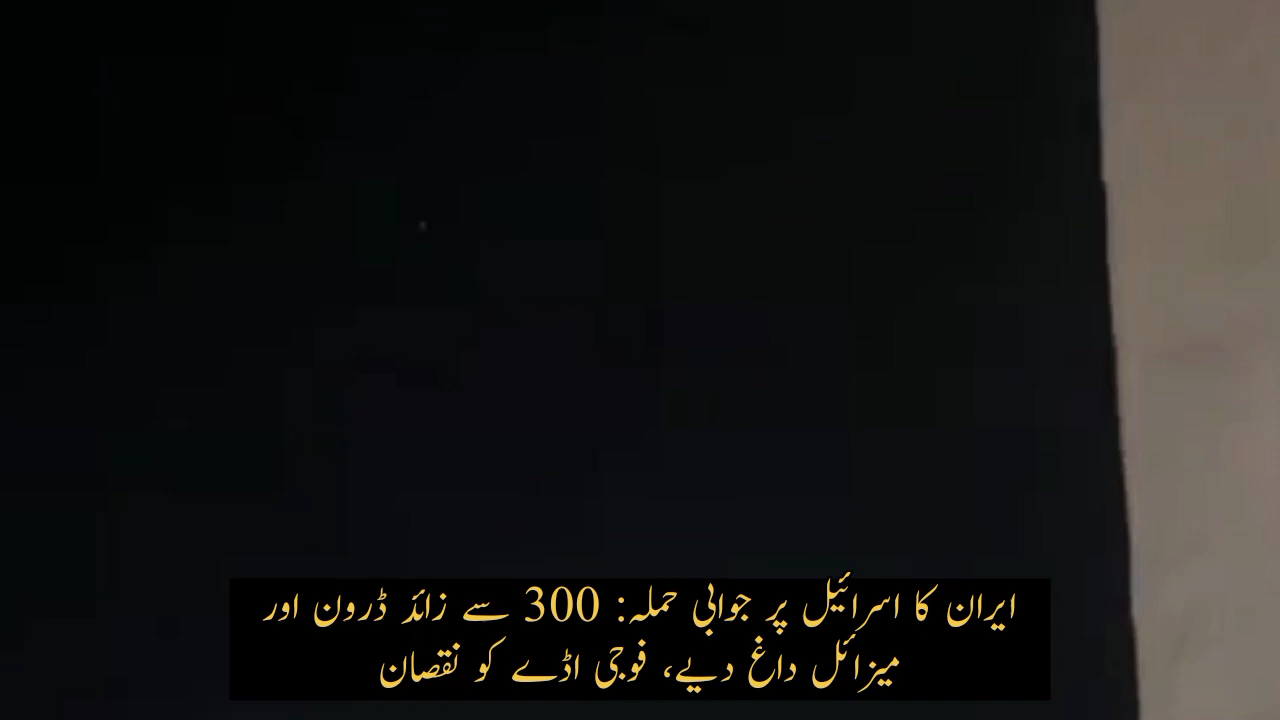 ایران کا اسرائیل پر جوابی حملہ: 300 سے زائد ڈرون اور
میزائل داغ دیے، فوجی اڈے کو نقصان